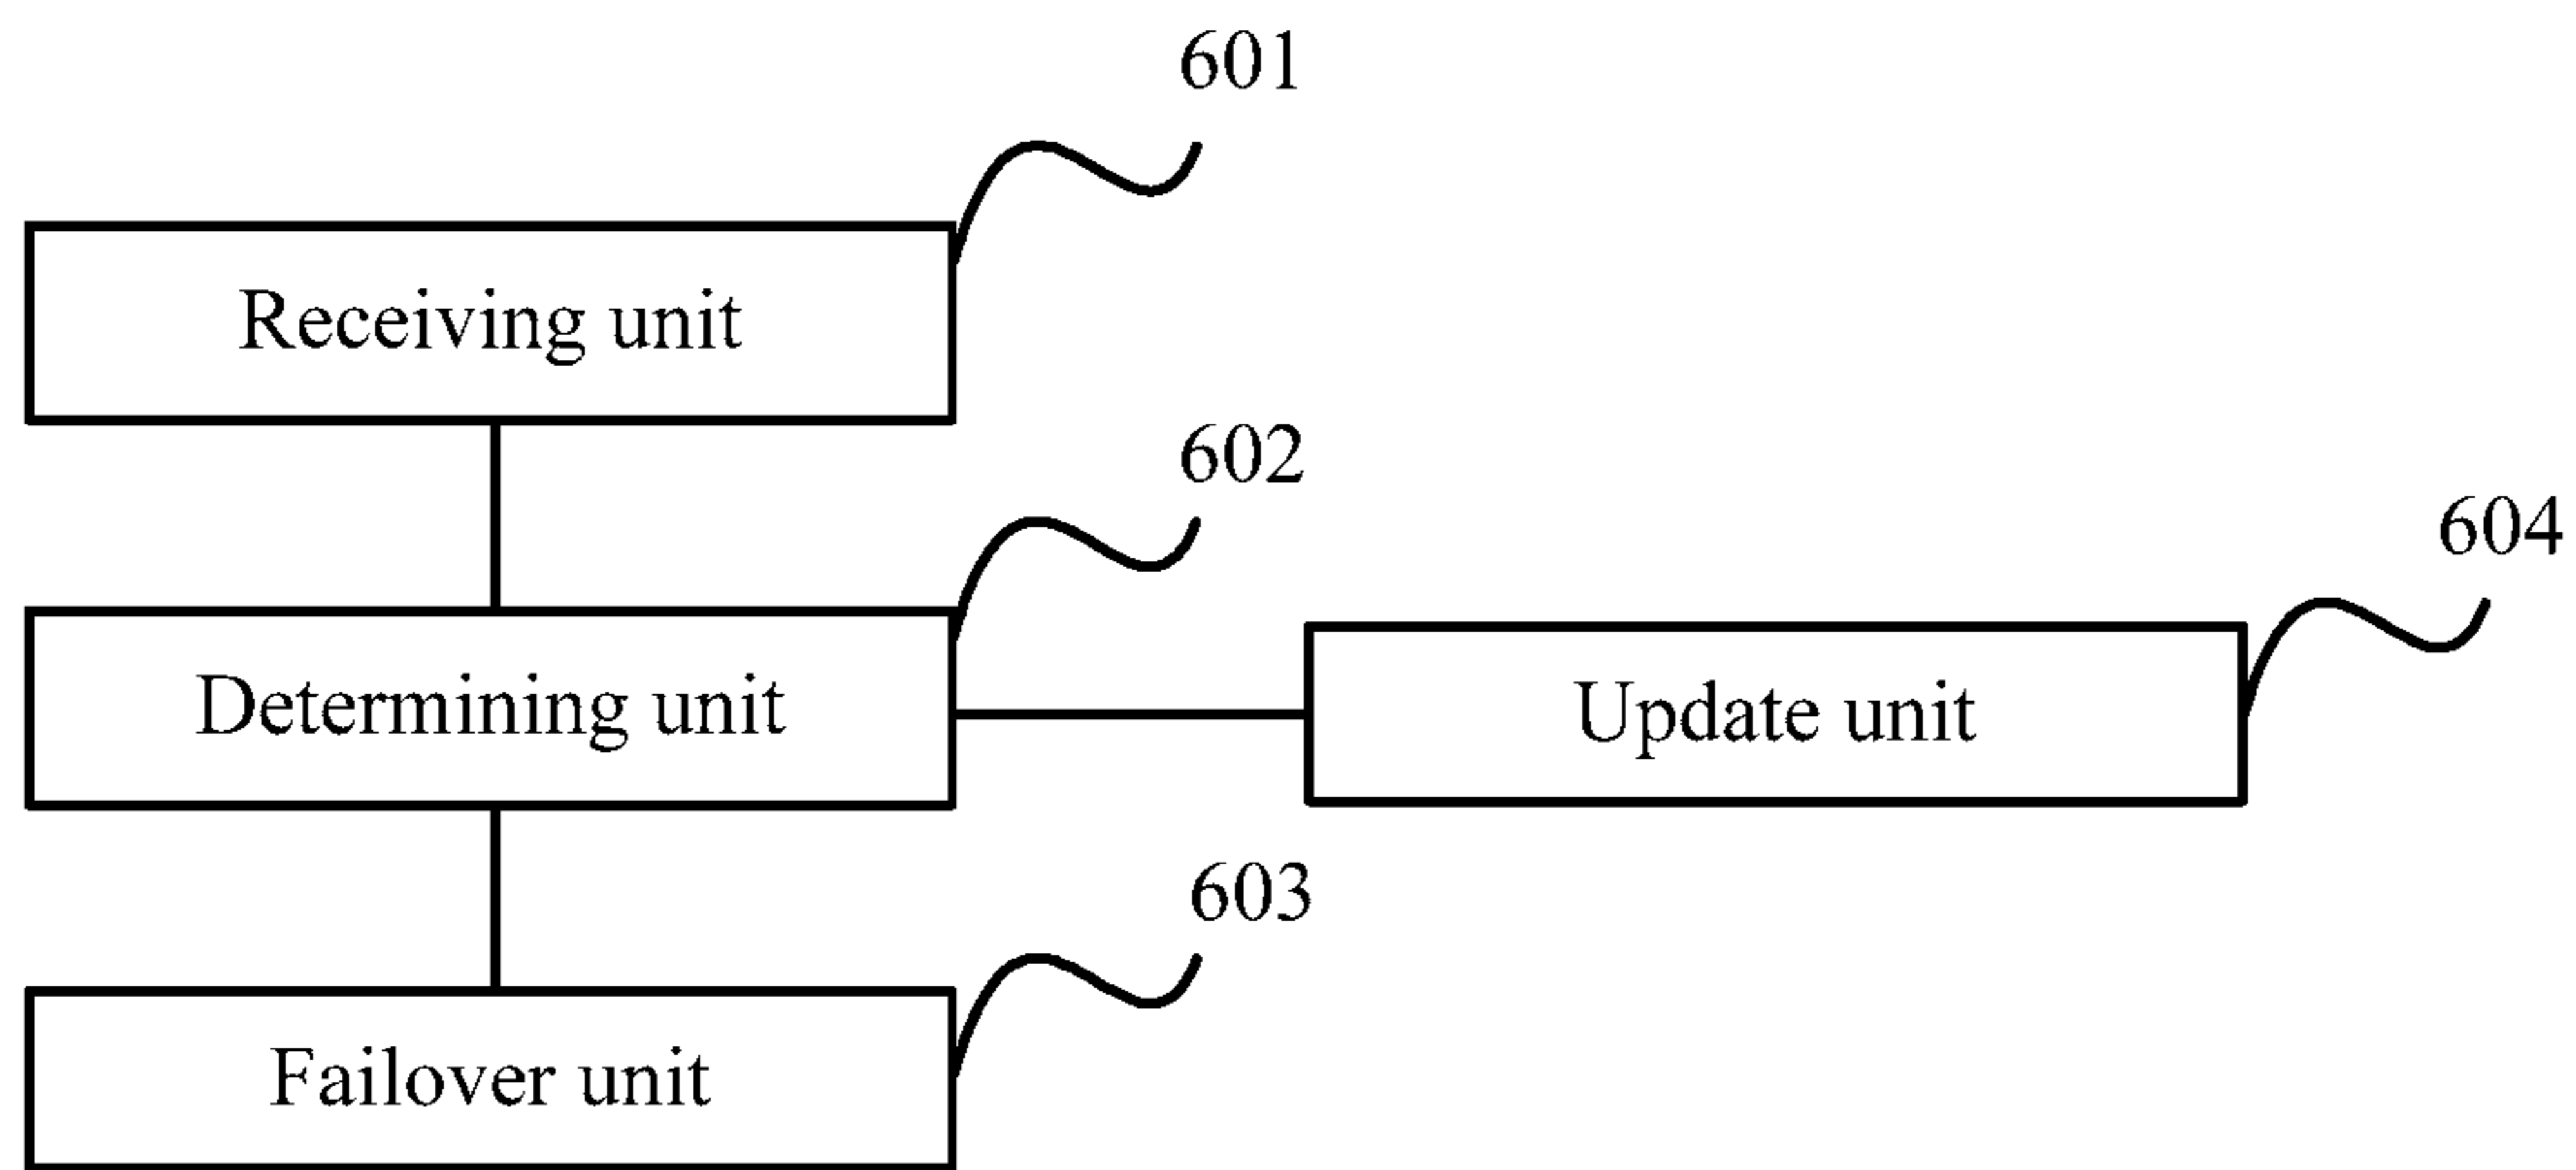 601
Receiving unit
602
Determining unit
604
Update unit
603
Failover unit